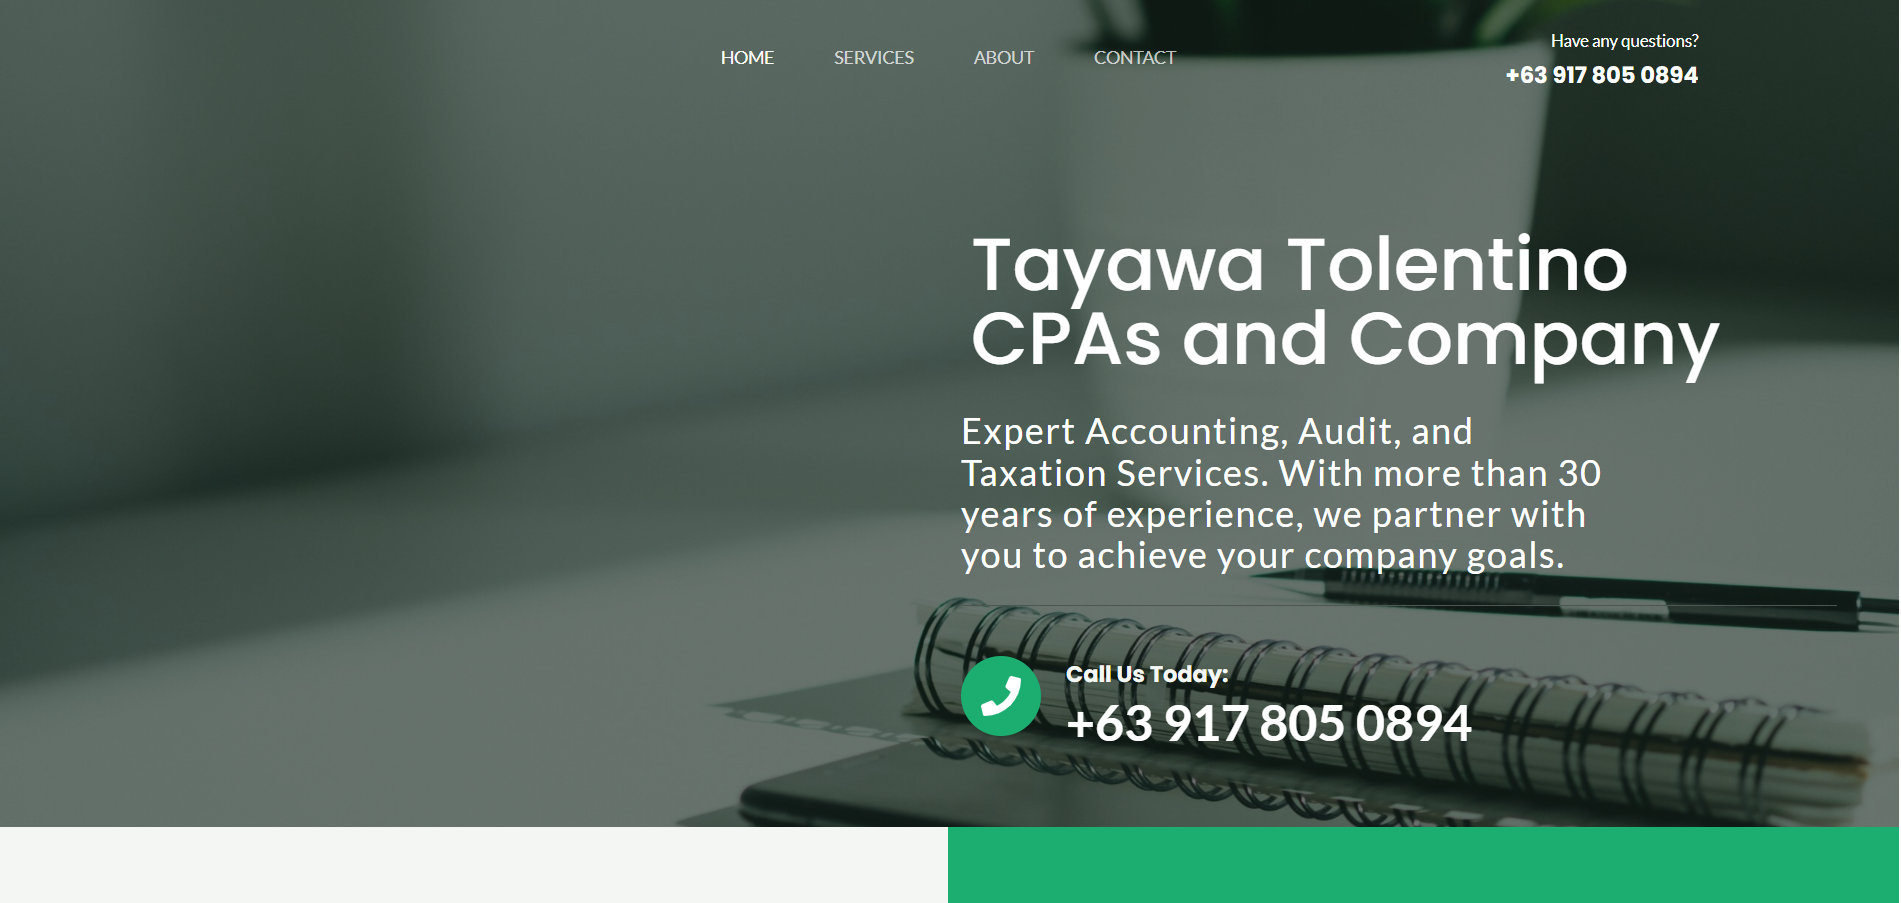 HOME
SERVICES
ABOUT
CONTACT
Have any questions?
+63 917 805 0894
Tayawa Tolentino
CPAs and Company
Expert Accounting, Audit, and
Taxation Services. With more than 30
years of experience, we partner with
you to achieve your company goals.
Call Us Today:
+63 917 805 0894